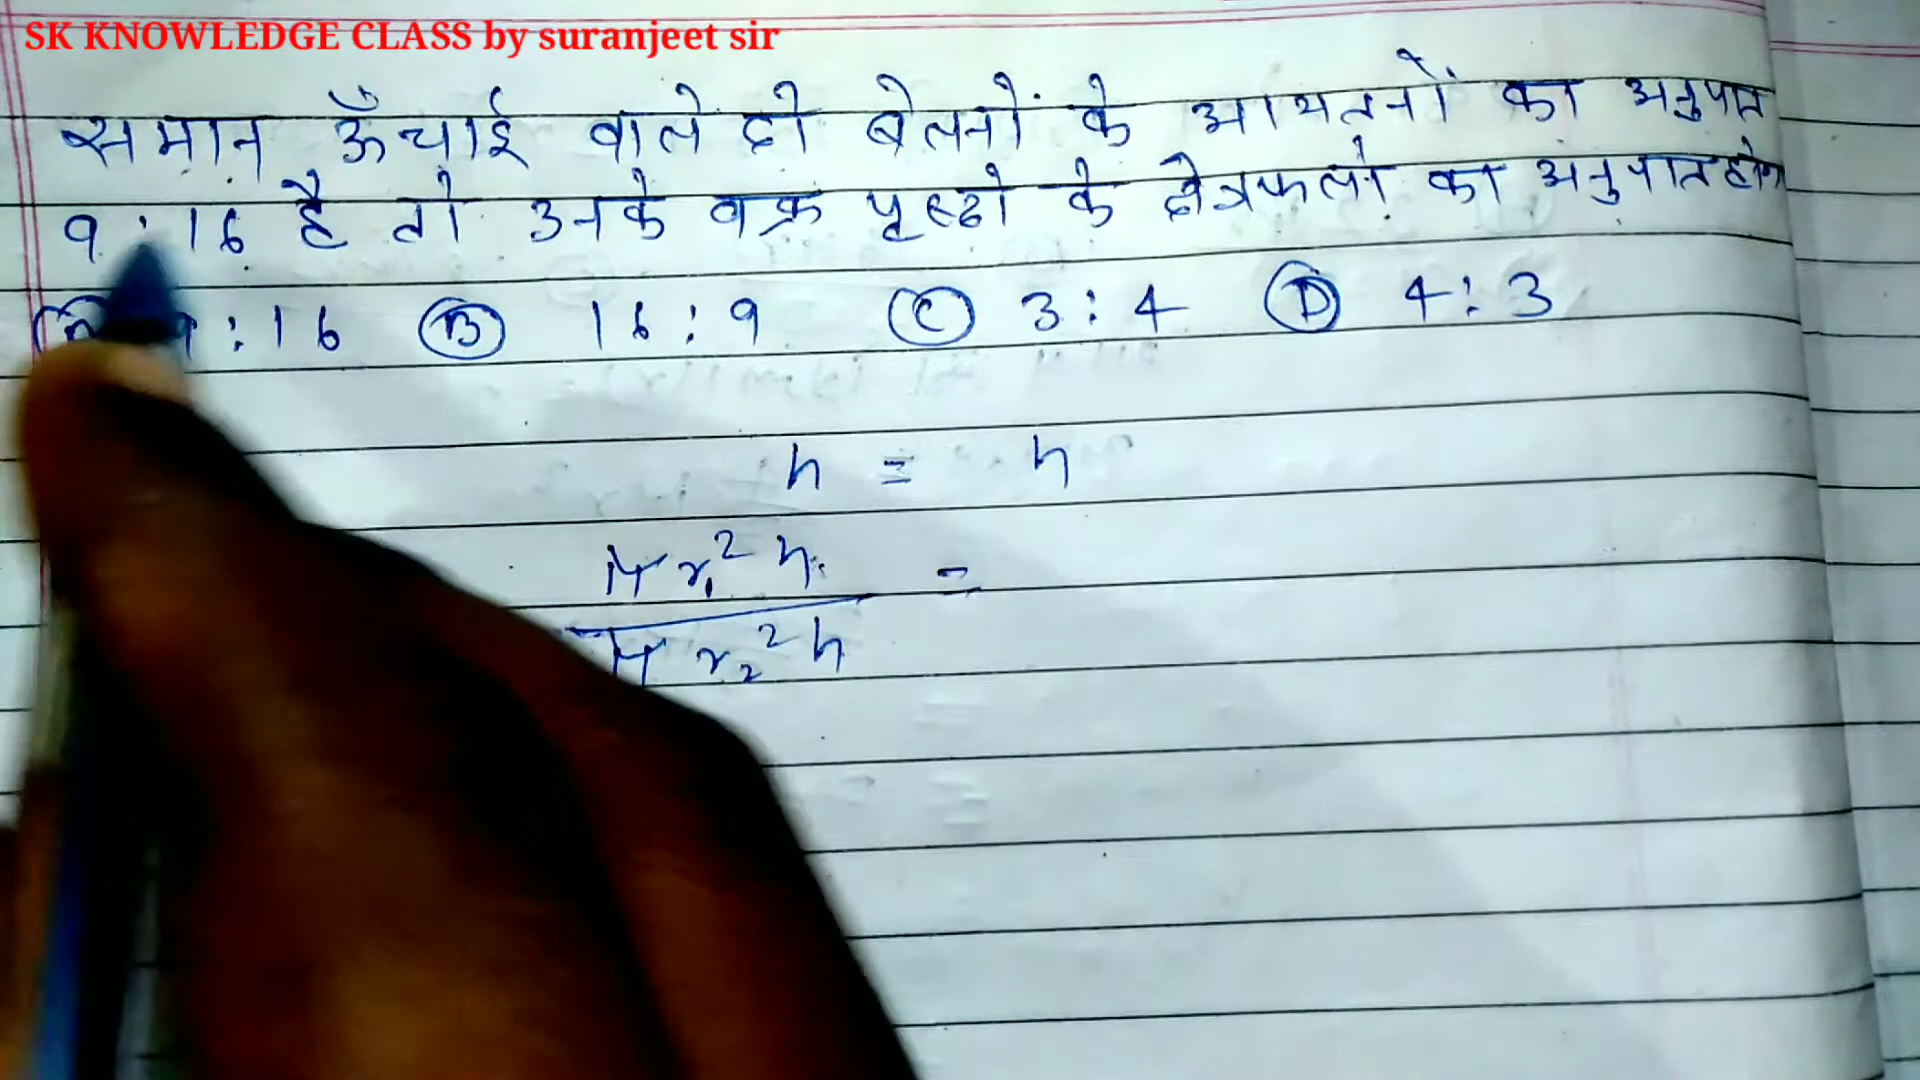 SK KNOWLEDGE CLASS by suranjeet sir
समान ऊँचाई वाले दो बेलनों के आयतनों का अनुपात
9:16 है तो उनके वक्र पृष्ठो के क्षेत्रफलो का अनुपात होगा
9:16 (B) 16:9 (C) 3:4 (D) 4:3
h = h
πr₁²h =
πr₂²h